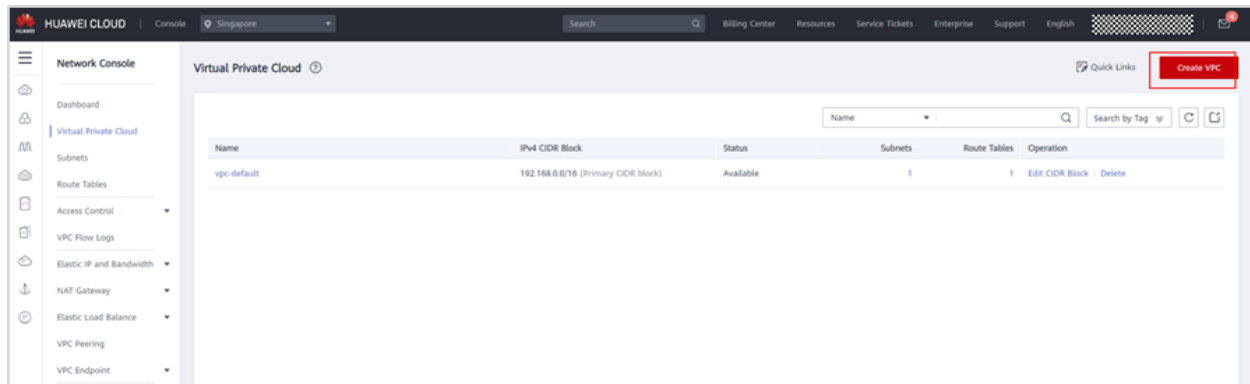 HUAWEI
HUAWEI CLOUD | Console Singapore Search Billing Center Resources Service Tickets Enterprise Support English 4
Network Console
Dashboard
Virtual Private Cloud
Subnets
Route Tables
Access Control
VPC Flow Logs
Elastic IP and Bandwidth
NAT Gateway
Elastic Load Balance
VPC Peering
VPC Endpoint
Virtual Private Cloud ? Quick Links Create VPC
Name Search by Tag
Name IPv4 CIDR Block Status Subnets Route Tables Operation
vpc-default 192.168.0.0/16 (Primary CIDR block) Available 1 1 Edit CIDR Block | Delete